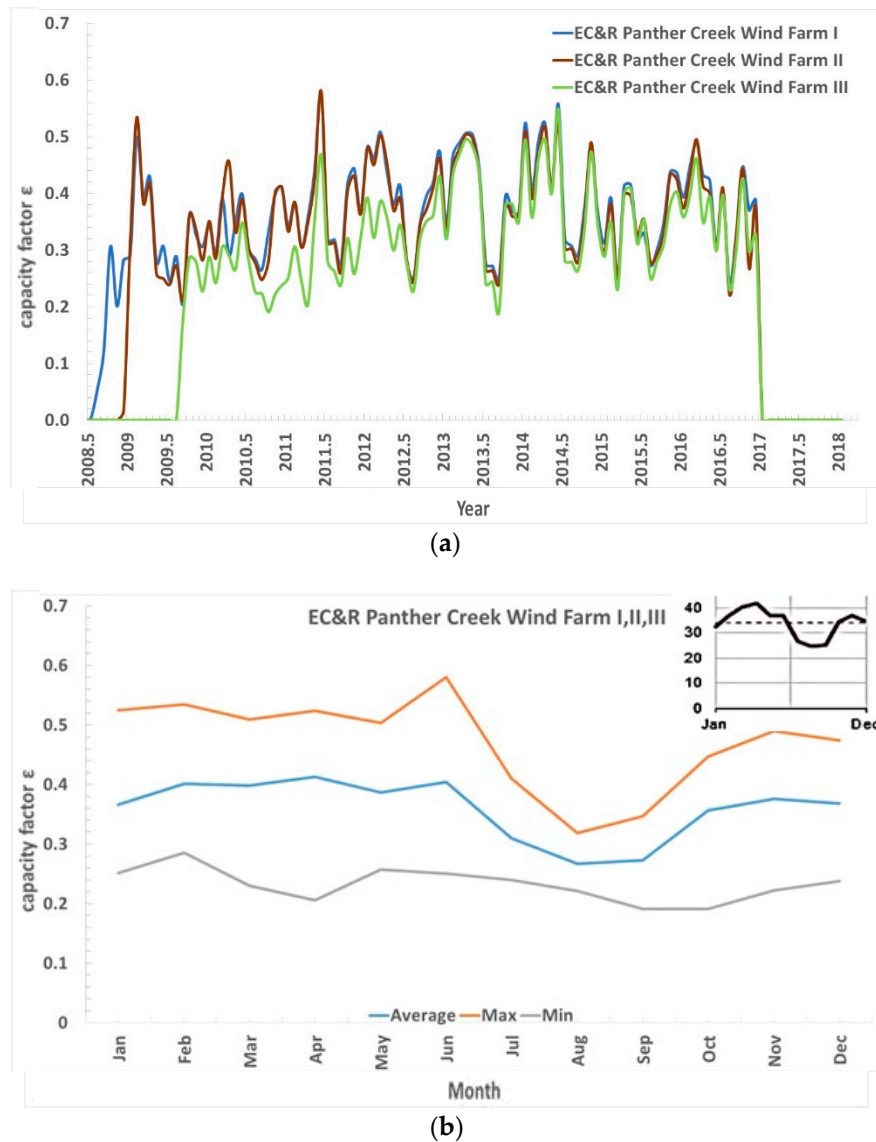 0.7
EC&R Panther Creek Wind Farm I
EC&R Panther Creek Wind Farm II
EC&R Panther Creek Wind Farm III
0.6
0.5
0.4
0.3
0.2
0.1
0.0
capacity factor ε
2008.5 2009 2009.5 2010 2010.5 2011 2011.5 2012 2012.5 2013 2013.5 2014 2014.5 2015 2015.5 2016 2016.5 2017 2017.5 2018
Year
(a)
0.7
EC&R Panther Creek Wind Farm I,II,III
40
30
20
10
0
Jan Dec
0.6
0.5
0.4
0.3
0.2
0.1
0
capacity factor ε
Average Max Min
Jan Feb Mar Apr May Jun Jul Aug Sep Oct Nov Dec
Month
(b)